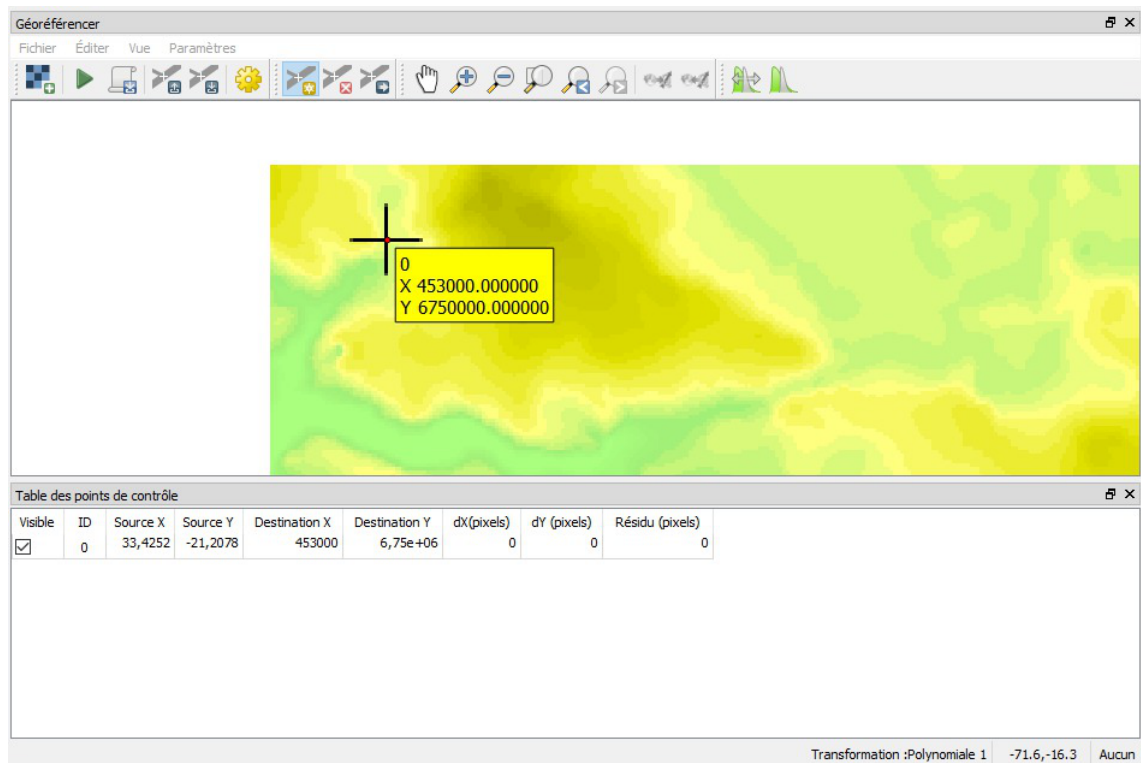 Géoréférencer
Fichier Éditer Vue Paramètres
0
X 453000.000000
Y 6750000.000000
Table des points de contrôle
Visible ID Source X Source Y Destination X Destination Y dX(pixels) dY (pixels) Résidu (pixels)
0 33,4252 -21,2078 453000 6,75e+06 0 0 0
Transformation :Polynomiale 1 -71.6,-16.3 Aucun